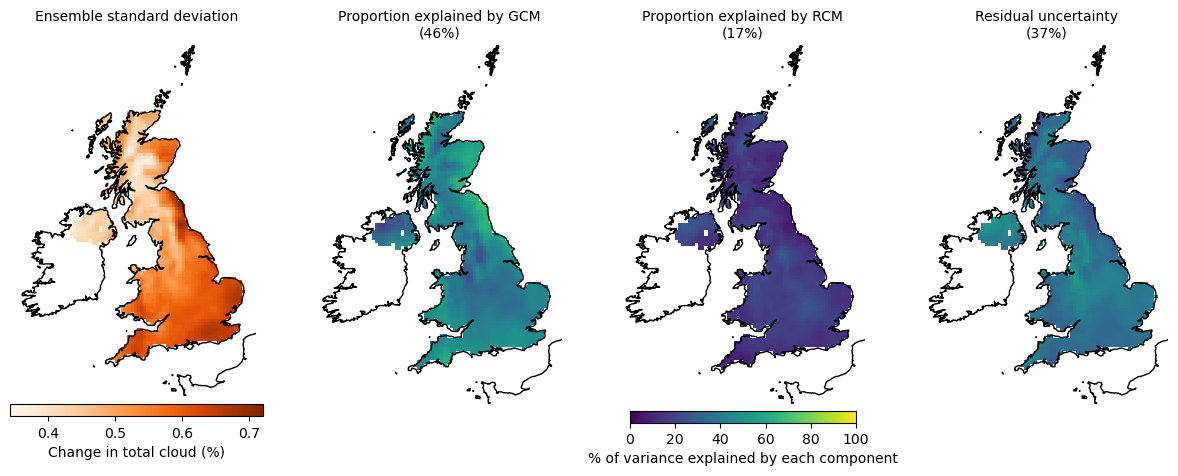 Ensemble standard deviation
Proportion explained by GCM
(46%)
Proportion explained by RCM
(17%)
Residual uncertainty
(37%)
0.4 0.5 0.6 0.7
Change in total cloud (%)
0 20 40 60 80 100
% of variance explained by each component